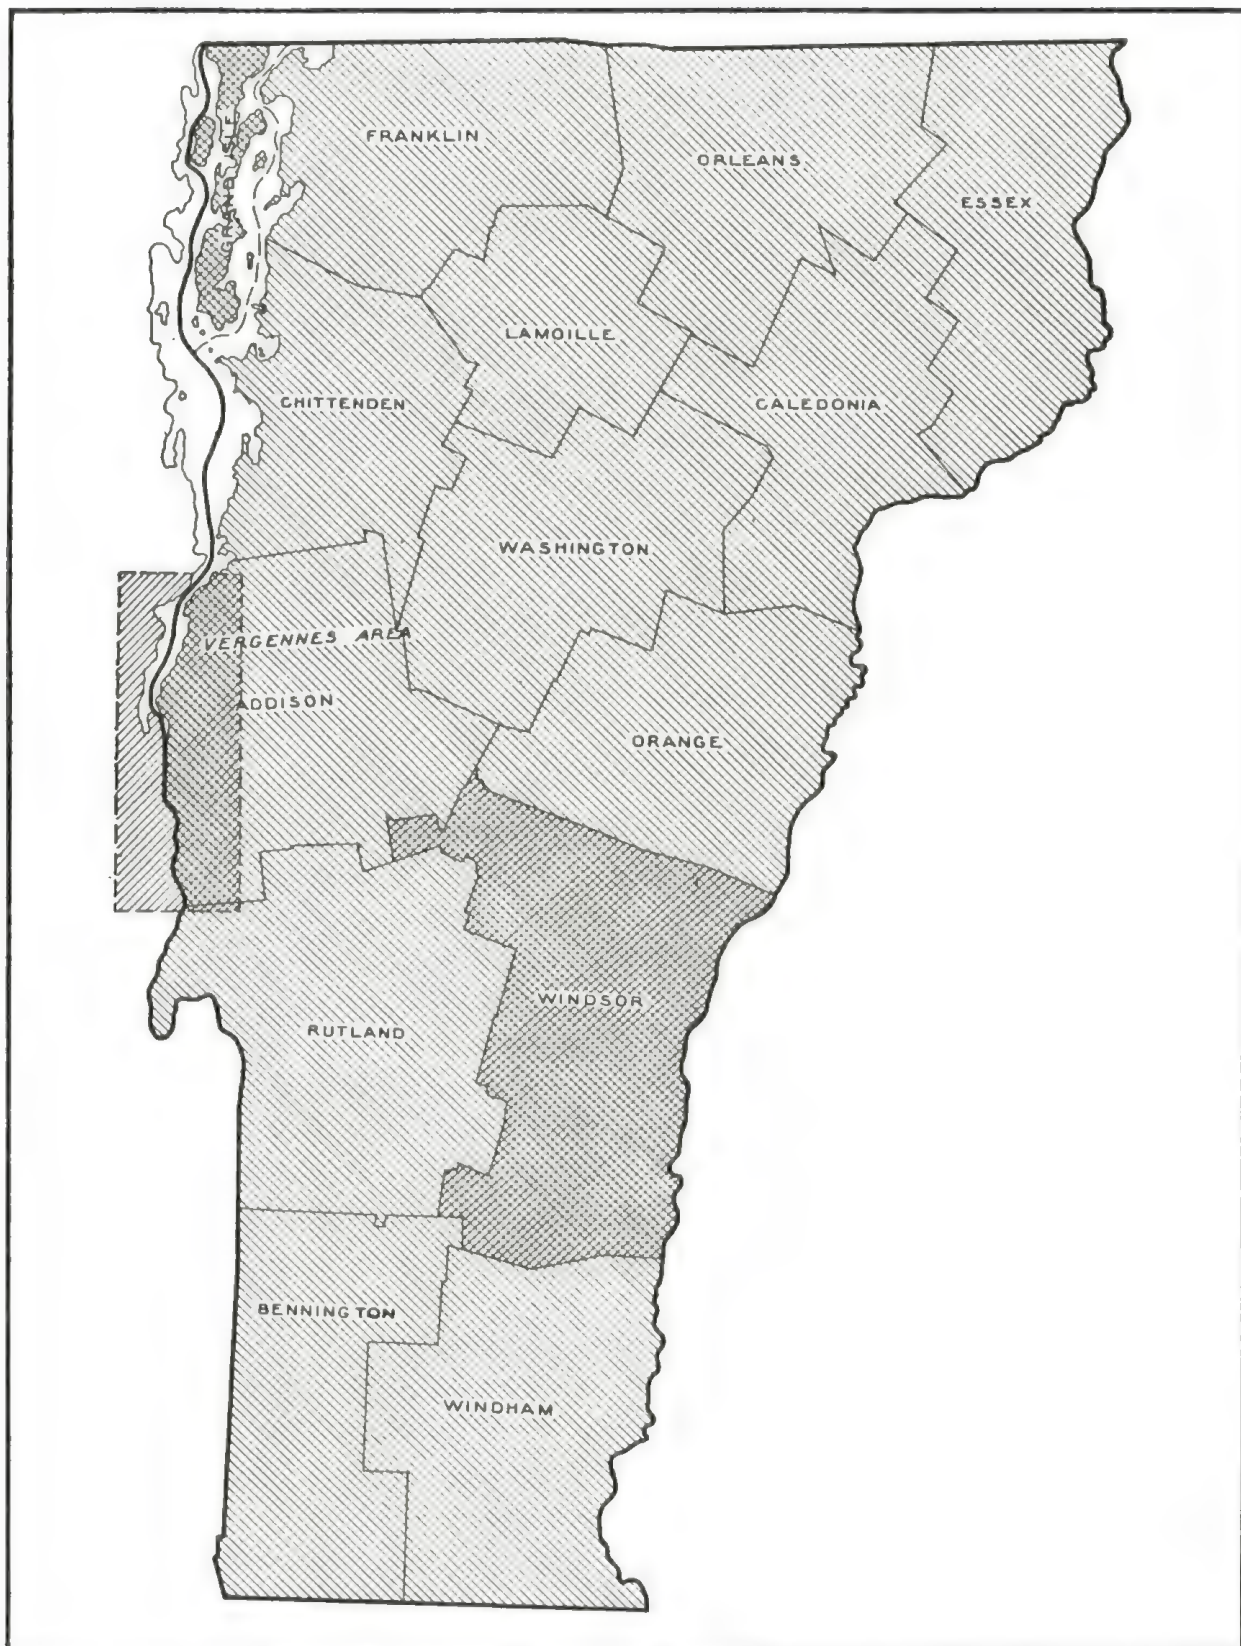 FRANKLIN
ORLEANS
GRAND ISLE
ESSEX
LAMOILLE
CHITTENDEN
CALEDONIA
WASHINGTON
VERGENNES AREA
ADDISON
ORANGE
WINDSOR
RUTLAND
BENNINGTON
WINDHAM